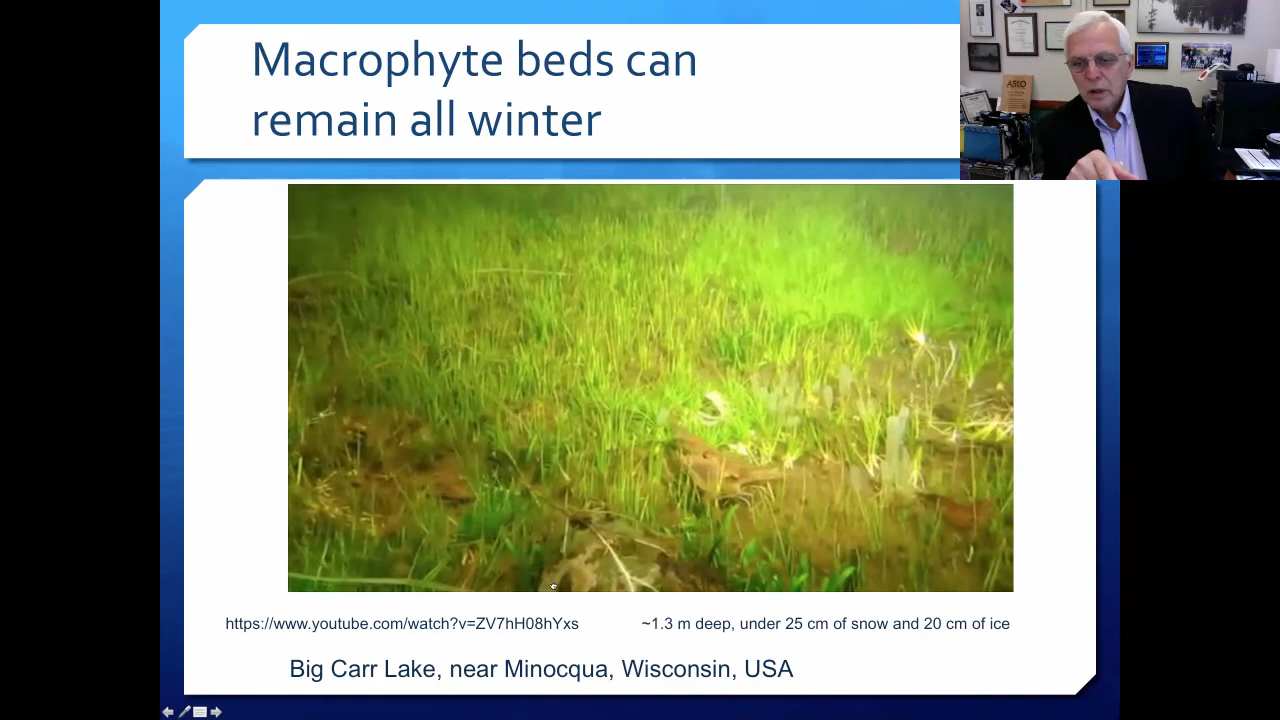 Macrophyte beds can
remain all winter
ASLO
https://www.youtube.com/watch?v=ZV7hH08hYxs
~1.3 m deep, under 25 cm of snow and 20 cm of ice
Big Carr Lake, near Minocqua, Wisconsin, USA